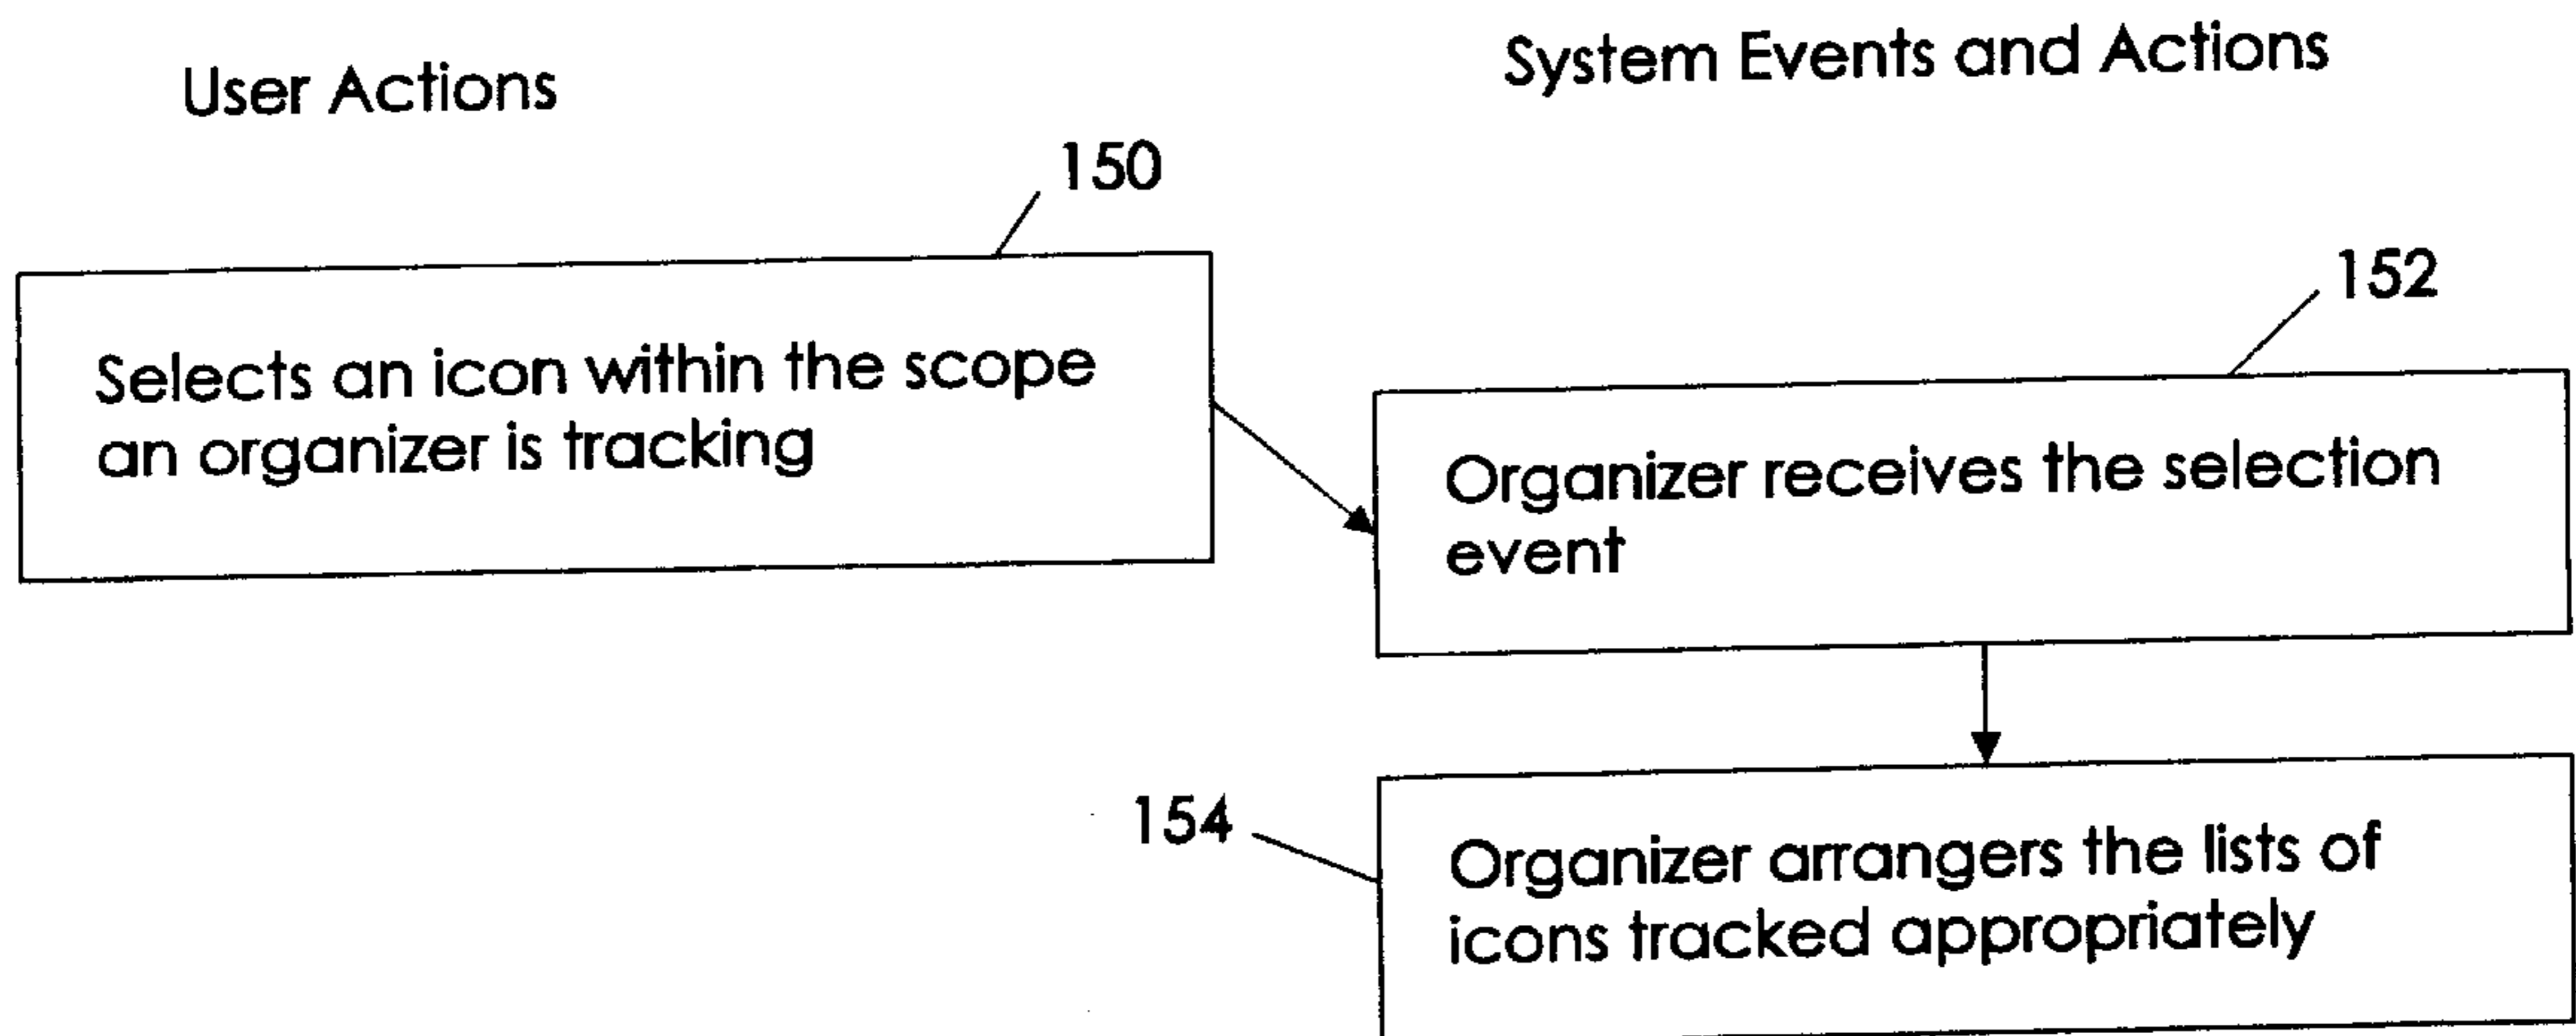 User Actions
System Events and Actions
150
Selects an icon within the scope
an organizer is tracking
152
Organizer receives the selection
event
154
Organizer arrangers the lists of
icons tracked appropriately